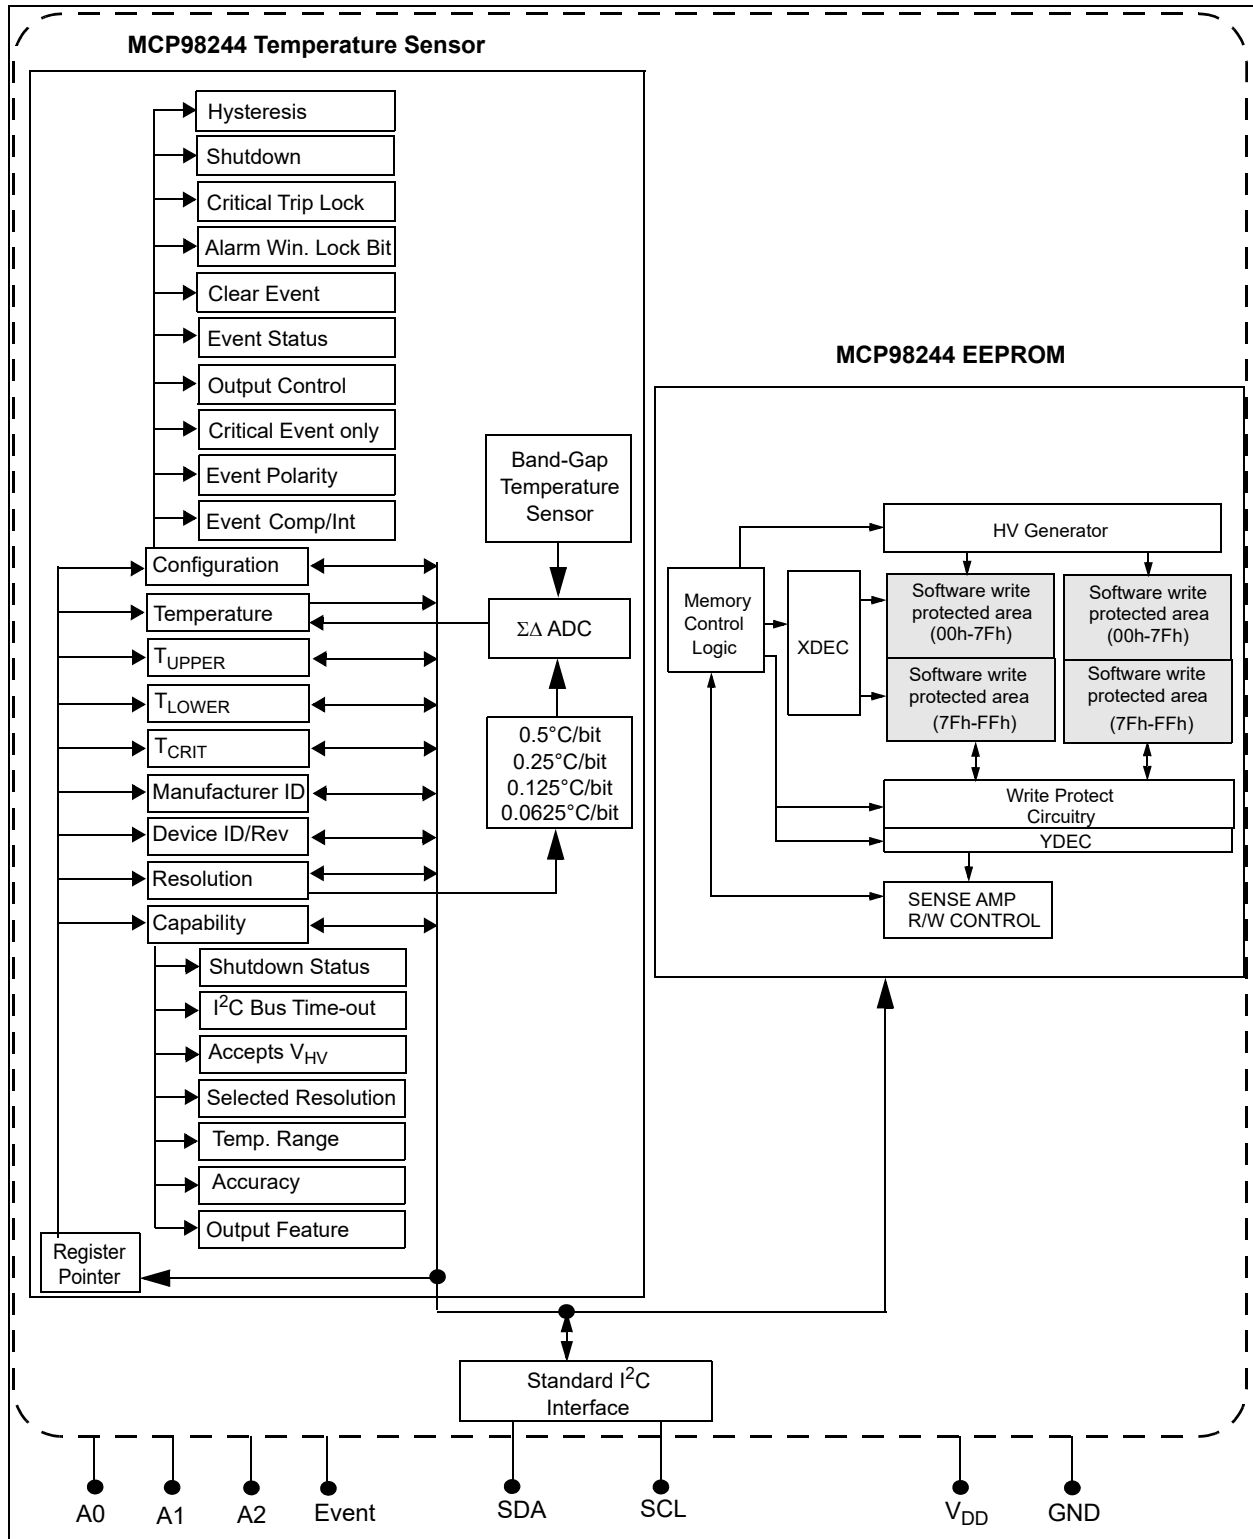 MCP98244 Temperature Sensor
Hysteresis
Shutdown
Critical Trip Lock
Alarm Win. Lock Bit
Clear Event
Event Status
Output Control
Critical Event only
Event Polarity
Event Comp/Int
Configuration
Temperature
T_UPPER
T_LOWER
T_CRIT
Manufacturer ID
Device ID/Rev
Resolution
Capability
Shutdown Status
I²C Bus Time-out
Accepts V_HV
Selected Resolution
Temp. Range
Accuracy
Output Feature
Register
Pointer
Band-Gap
Temperature
Sensor
ΣΔ ADC
0.5°C/bit
0.25°C/bit
0.125°C/bit
0.0625°C/bit
MCP98244 EEPROM
HV Generator
Memory
Control
Logic
XDEC
Software write
protected area
(00h-7Fh)
Software write
protected area
(00h-7Fh)
Software write
protected area
(7Fh-FFh)
Software write
protected area
(7Fh-FFh)
Write Protect
Circuitry
YDEC
SENSE AMP
R/W CONTROL
Standard I²C
Interface
A0
A1
A2
Event
SDA
SCL
V_DD
GND